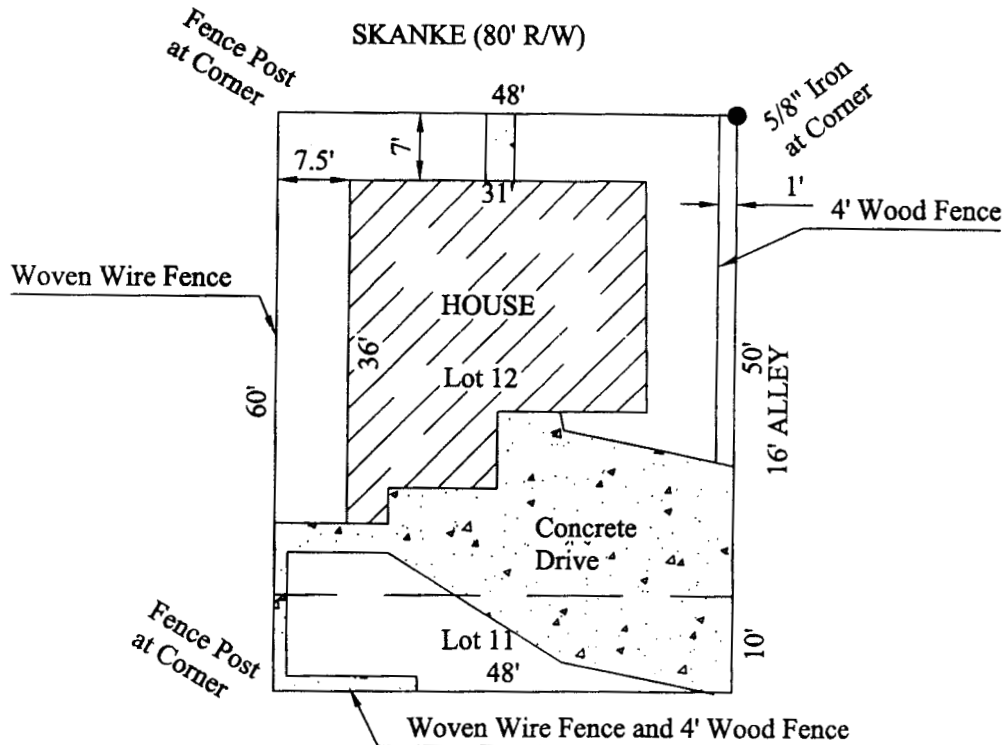 SKANKE (80' R/W)
Fence Post
at Corner
48'
5/8" Iron
at Corner
7.5'
7'
31'
1'
4' Wood Fence
Woven Wire Fence
HOUSE
36'
Lot 12
60'
50'
16' ALLEY
Concrete
Drive
Fence Post
at Corner
Lot 11
48'
10'
Woven Wire Fence and 4' Wood Fence